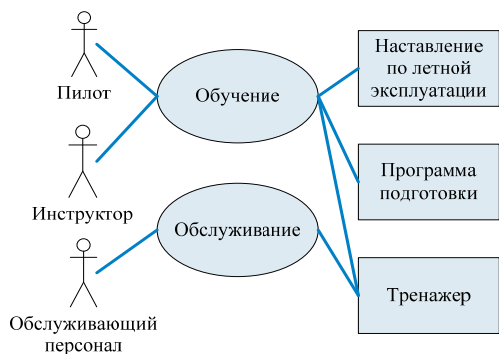 Пилот
Инструктор
Обслуживающий
персонал
Обучение
Обслуживание
Наставление
по летной
эксплуатации
Программа
подготовки
Тренажер